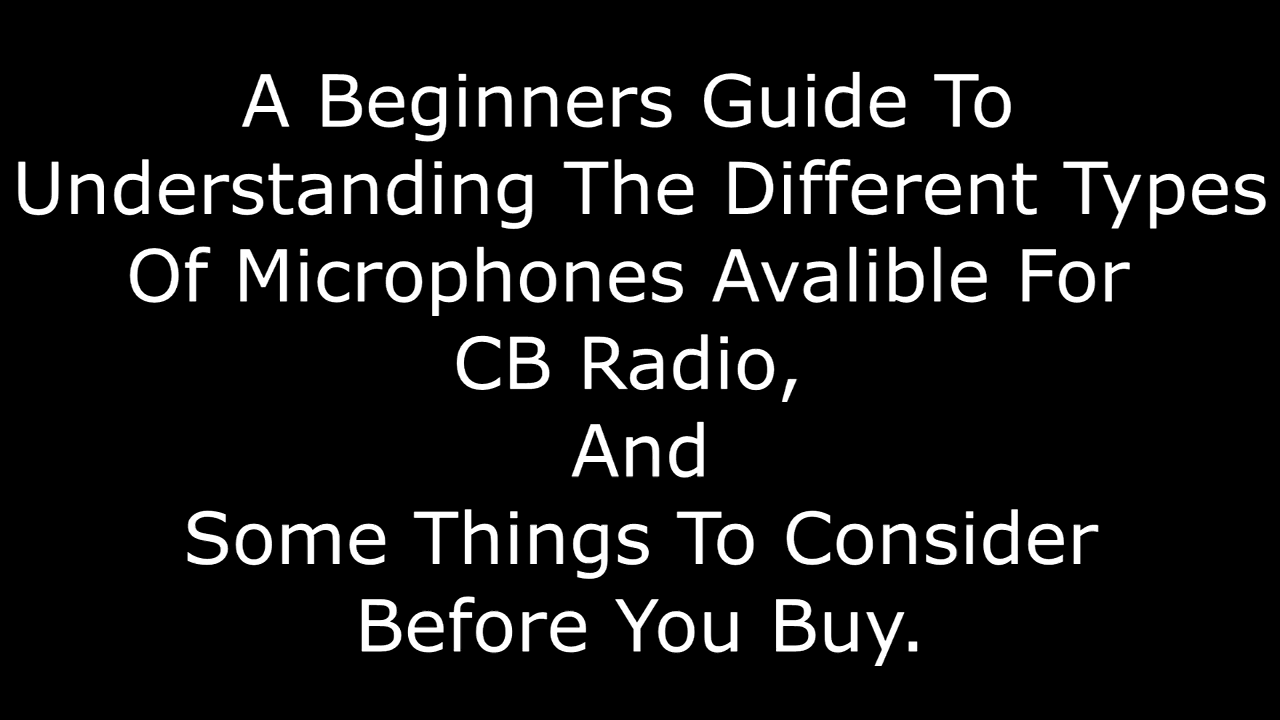 A Beginners Guide To
Understanding The Different Types
Of Microphones Avalible For
CB Radio,
And
Some Things To Consider
Before You Buy.